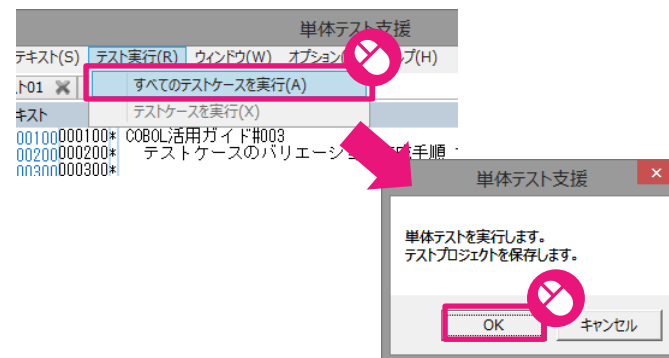 単体テスト支援
テキスト(S) テスト実行(R) ウィンドウ(W) オプション ルプ(H)
ト01
すべてのテストケースを実行(A)
キスト テストケースを実行(X)
00100 000100* COBOL活用ガイド#003
00200 000200* テストケースのバリエーション 手順
00300 000300*
単体テスト支援
単体テストを実行します。
テストプロジェクトを保存します。
OK キャンセル